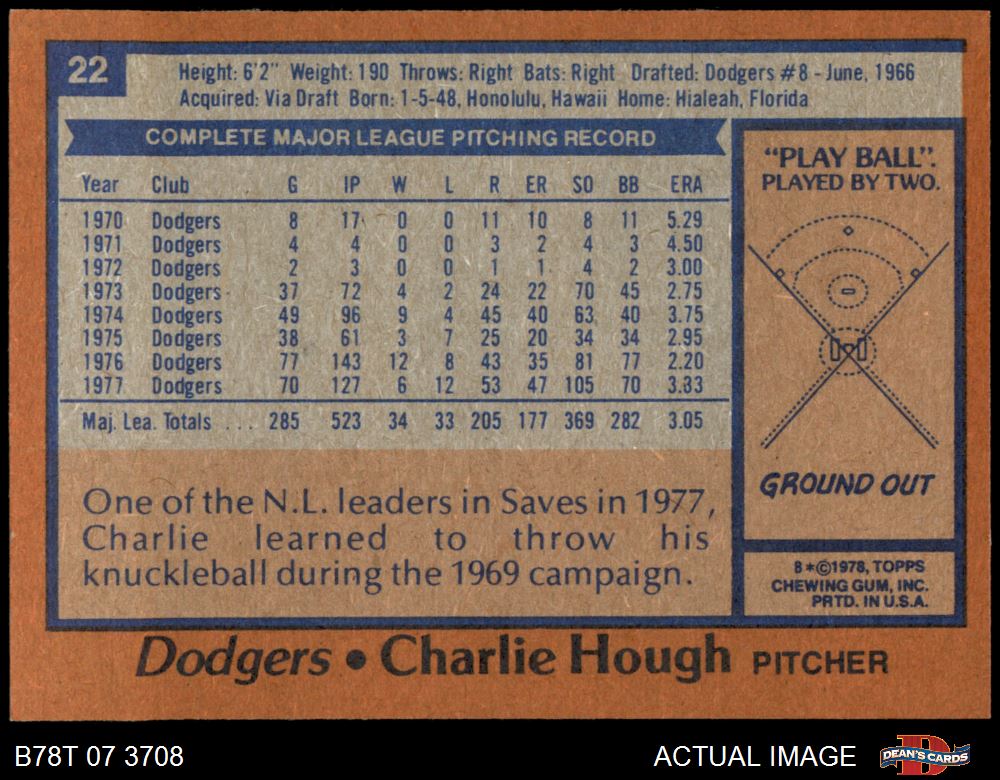 22
Height: 6'2" Weight: 190 Throws: Right Bats: Right Drafted: Dodgers #8 - June, 1966
Acquired: Via Draft Born: 1-5-48, Honolulu, Hawaii Home: Hialeah, Florida
COMPLETE MAJOR LEAGUE PITCHING RECORD
Year Club G IP W L R ER SO BB ERA
1970 Dodgers 8 17 0 0 11 10 8 11 5.29
1971 Dodgers 4 4 0 0 3 2 4 3 4.50
1972 Dodgers 2 3 0 0 1 1 4 2 3.00
1973 Dodgers 37 72 4 2 24 22 70 45 2.75
1974 Dodgers 49 96 9 4 45 40 63 40 3.75
1975 Dodgers 38 61 3 7 25 20 34 34 2.95
1976 Dodgers 77 143 12 8 43 35 81 77 2.20
1977 Dodgers 70 127 6 12 53 47 105 70 3.33
Maj. Lea. Totals ... 285 523 34 33 205 177 369 282 3.05
One of the N.L. leaders in Saves in 1977,
Charlie learned to throw his
knuckleball during the 1969 campaign.
"PLAY BALL".
PLAYED BY TWO.
GROUND OUT
8*©1978, TOPPS
CHEWING GUM, INC.
PRTD. IN U.S.A.
Dodgers • Charlie Hough PITCHER
B78T 07 3708
ACTUAL IMAGE
D
DEAN'S CARDS